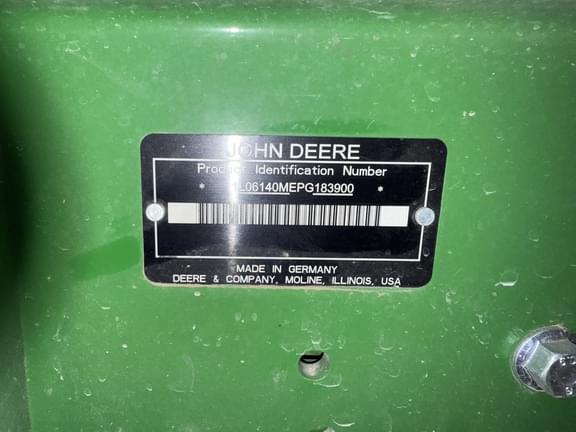 JOHN DEERE
Product Identification Number
* 1L06140MEPG183900 *
MADE IN GERMANY
DEERE & COMPANY, MOLINE, ILLINOIS, USA